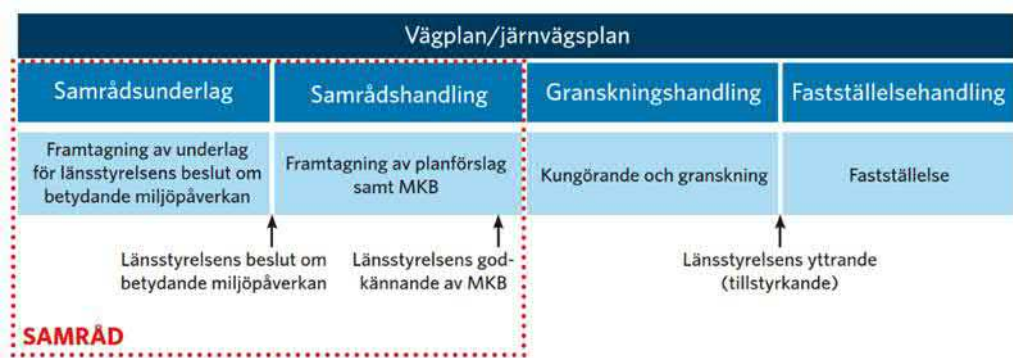 Vägplan/järnvägsplan
Samrådsunderlag
Samrådshandling
Granskningshandling
Fastställelsehandling
Framtagning av underlag
för länsstyrelsens beslut om
betydande miljöpåverkan
Framtagning av planförslag
samt MKB
Kungörande och granskning
Fastställelse
Länsstyrelsens beslut om
betydande miljöpåverkan
Länsstyrelsens god-
kännande av MKB
Länsstyrelsens yttrande
(tillstyrkande)
SAMRÅD